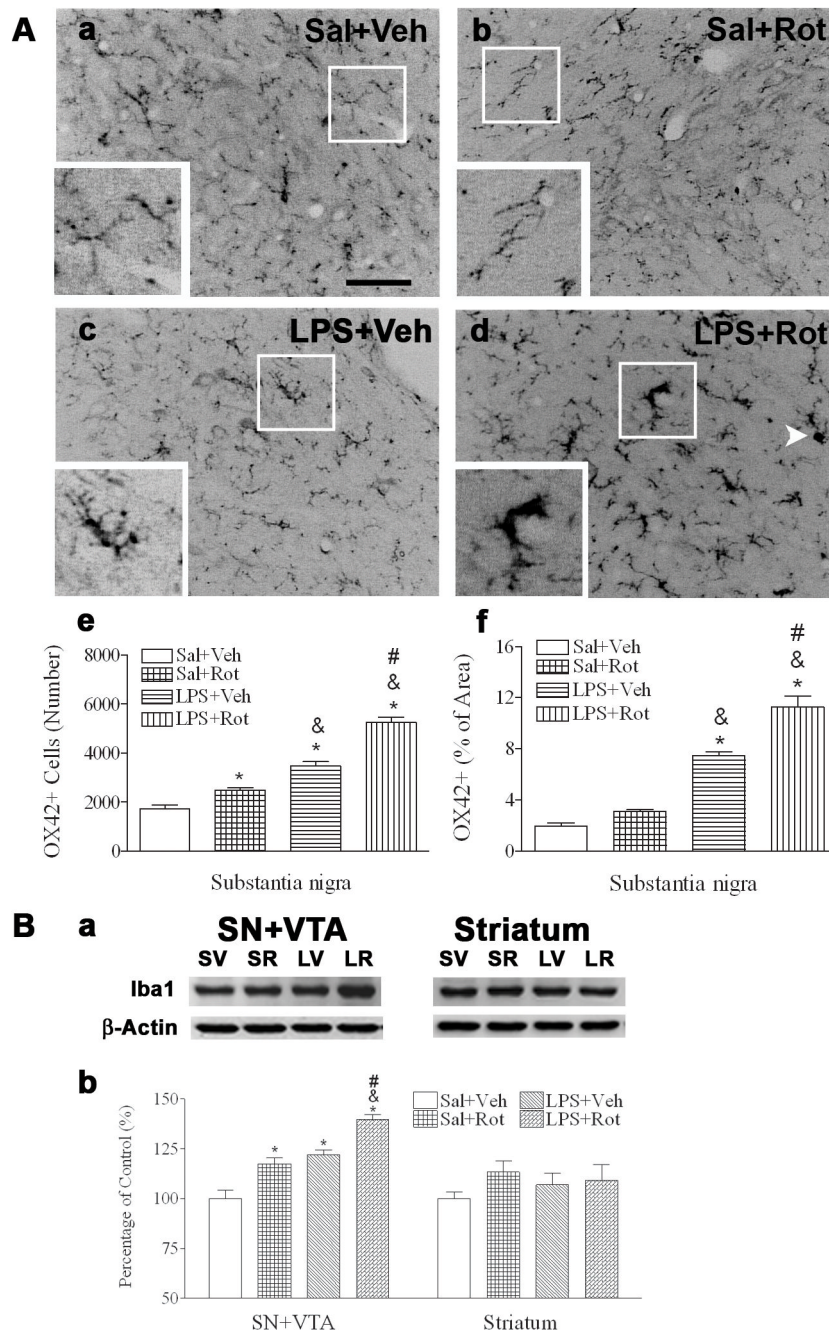 A
a
Sal+Veh
b
Sal+Rot
c
LPS+Veh
d
LPS+Rot
e
OX42+ Cells (Number)
8000
6000
4000
2000
0
Sal+Veh
Sal+Rot
LPS+Veh
LPS+Rot
*
&
*
#
&
*
Substantia nigra
f
OX42+ (% of Area)
16
12
8
4
0
Sal+Veh
Sal+Rot
LPS+Veh
LPS+Rot
&
*
#
&
*
Substantia nigra
B
a
SN+VTA
Striatum
SV SR LV LR
SV SR LV LR
Iba1
β-Actin
b
Percentage of Control (%)
150
125
100
75
50
*
*
#
&
*
Sal+Veh
Sal+Rot
LPS+Veh
LPS+Rot
SN+VTA
Striatum